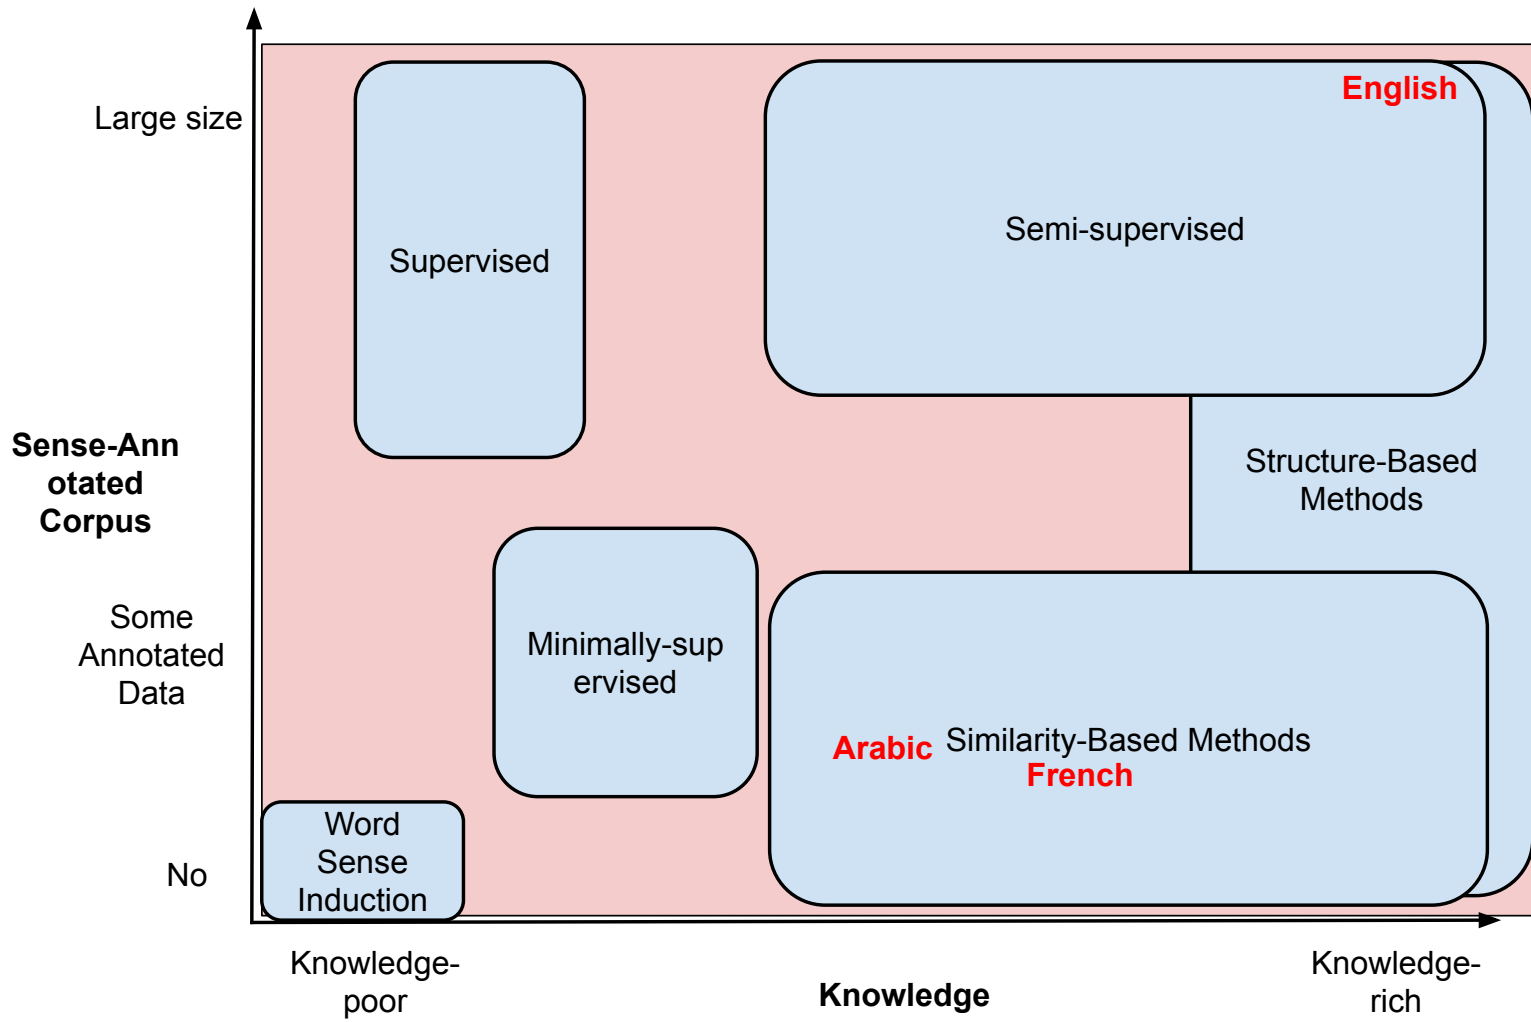 English
Large size
Semi-supervised
Supervised
Sense-Ann
otated
Corpus
Structure-Based
Methods
Some
Annotated
Data
Minimally-sup
ervised
Arabic Similarity-Based Methods
French
Word
Sense
Induction
No
Knowledge-
poor
Knowledge
Knowledge-
rich